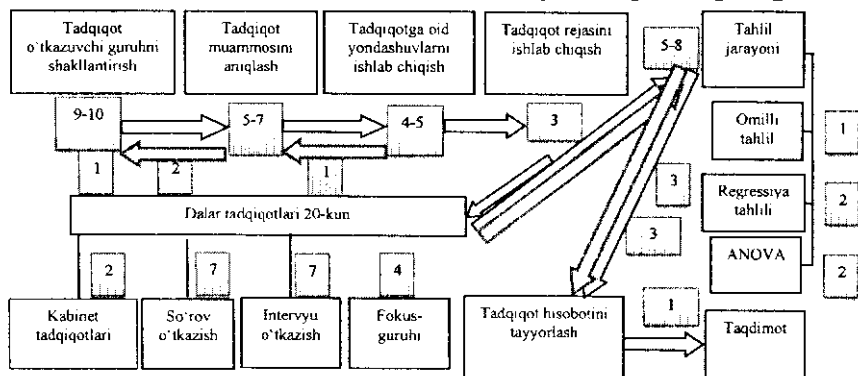 Tadqiqot
o`tkazuvchi guruhni
shakllantirish
Tadqiqot
muammosini
aniqlash
Tadqiqotga oid
yondashuvlarni
ishlab chiqish
Tadqiqot rejasini
ishlab chiqish
5-8
Tahlil
jarayoni
9-10
5-7
4-5
3
Omilli
tahlil
1
1
2
1
Dalar tadqiqotlari 20-kun
3
Regressiya
tahlili
2
3
ANOVA
2
2
7
7
4
Kabinet
tadqiqotlari
So`rov
o`tkazish
Intervyu
o`tkazish
Fokus-
guruhi
Tadqiqot hisobotini
tayyorlash
1
Taqdimot